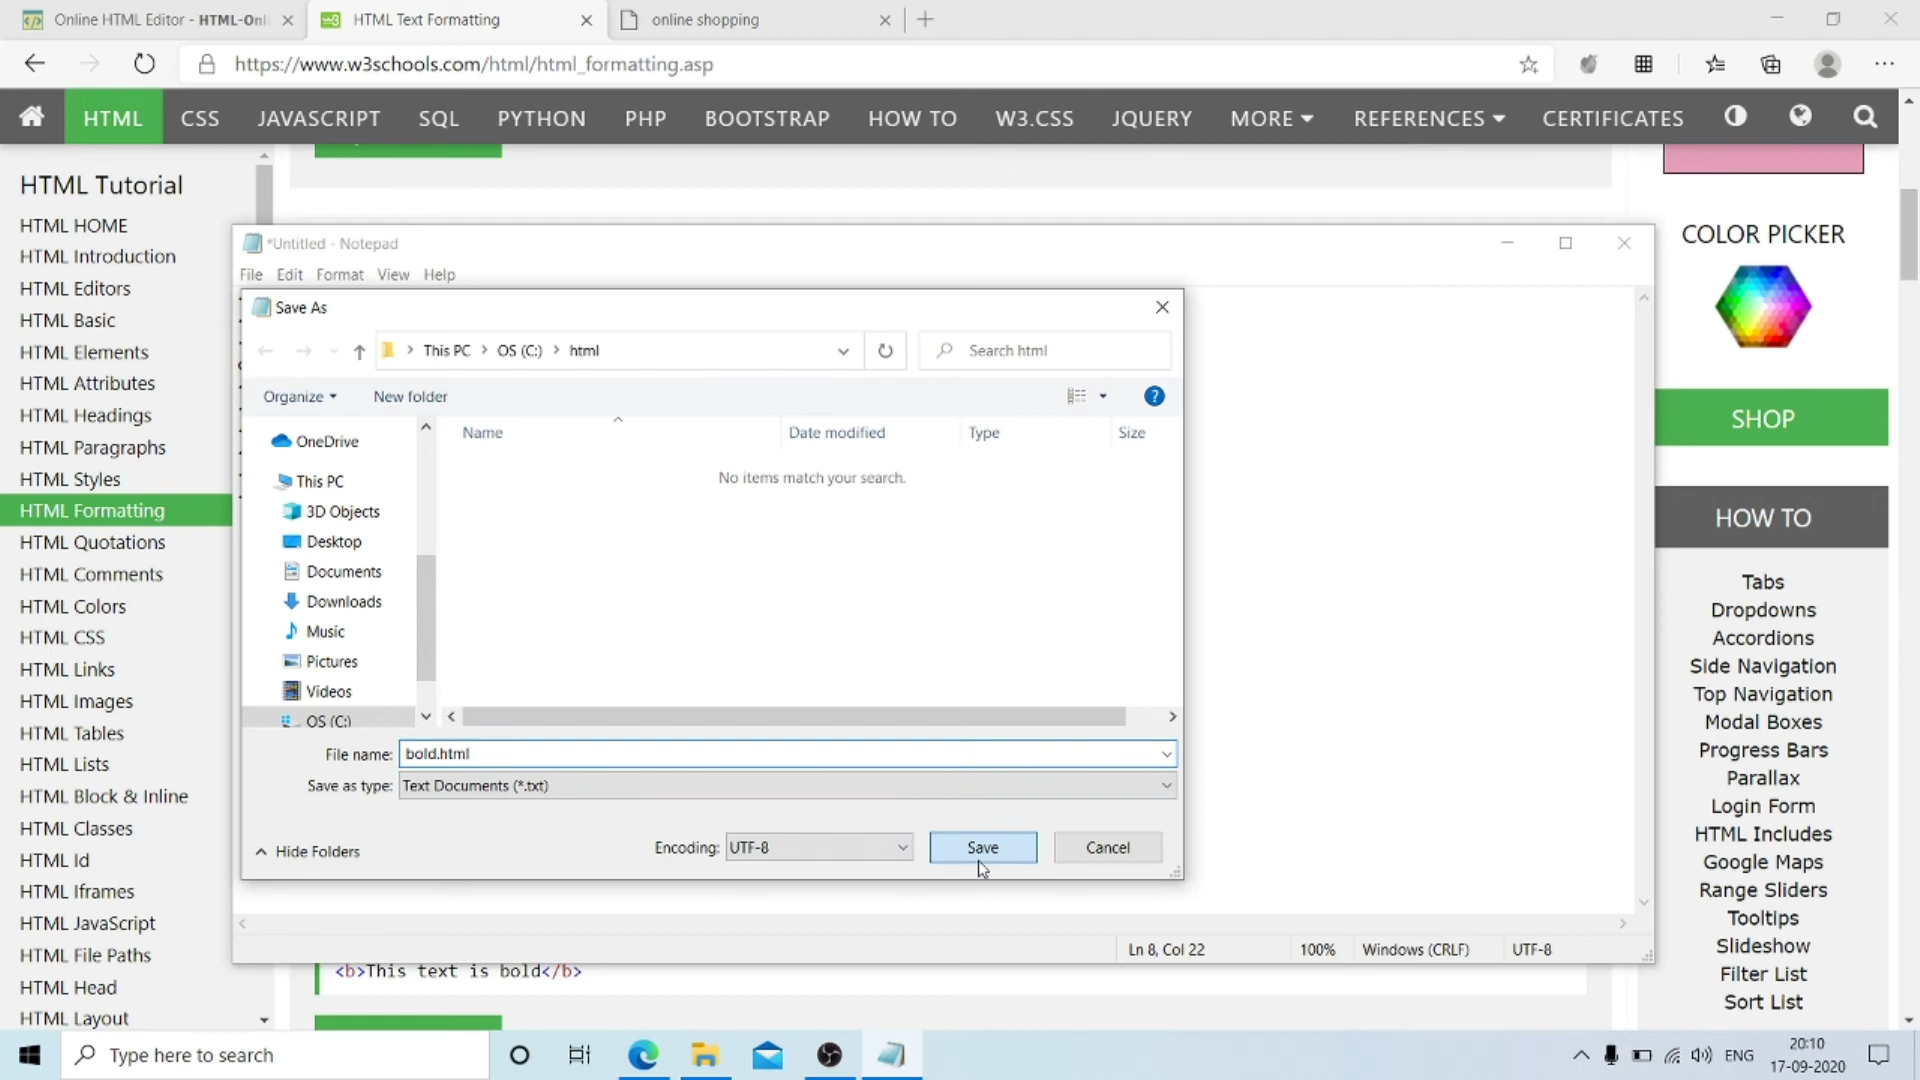 Online HTML Editor - HTML-Onl
HTML Text Formatting
online shopping
https://www.w3schools.com/html/html_formatting.asp
HTML CSS JAVASCRIPT SQL PYTHON PHP BOOTSTRAP HOW TO W3.CSS JQUERY MORE REFERENCES CERTIFICATES
HTML Tutorial
HTML HOME
HTML Introduction
HTML Editors
HTML Basic
HTML Elements
HTML Attributes
HTML Headings
HTML Paragraphs
HTML Styles
HTML Formatting
HTML Quotations
HTML Comments
HTML Colors
HTML CSS
HTML Links
HTML Images
HTML Tables
HTML Lists
HTML Block & Inline
HTML Classes
HTML Id
HTML Iframes
HTML JavaScript
HTML File Paths
HTML Head
HTML Layout
*Untitled - Notepad
File Edit Format View Help
Save As
This PC > OS (C:) > html
Search html
Organize
New folder
OneDrive
This PC
3D Objects
Desktop
Documents
Downloads
Music
Pictures
Videos
OS (C:)
Name Date modified Type Size
No items match your search.
File name: bold.html
Save as type: Text Documents (*.txt)
Hide Folders
Encoding: UTF-8
Save
Cancel
Ln 8, Col 22 100% Windows (CRLF) UTF-8
<b>This text is bold</b>
COLOR PICKER
SHOP
HOW TO
Tabs
Dropdowns
Accordions
Side Navigation
Top Navigation
Modal Boxes
Progress Bars
Parallax
Login Form
HTML Includes
Google Maps
Range Sliders
Tooltips
Slideshow
Filter List
Sort List
Type here to search
ENG
20:10
17-09-2020